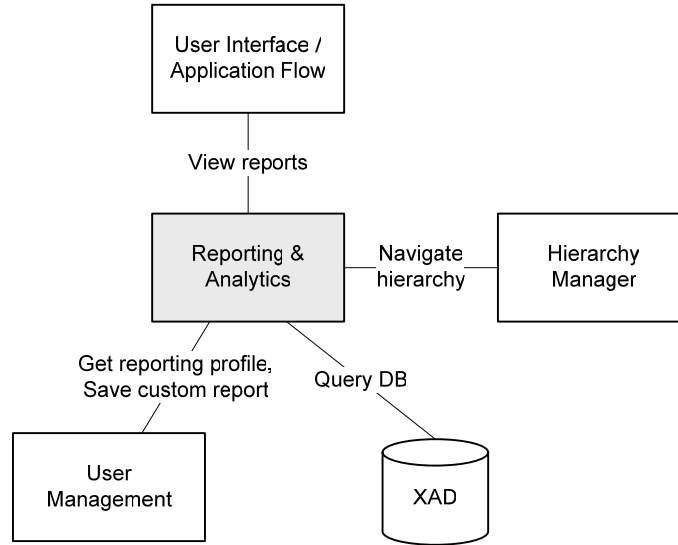 User Interface /
Application Flow
View reports
Reporting &
Analytics
Navigate
hierarchy
Hierarchy
Manager
Get reporting profile,
Save custom report
Query DB
User
Management
XAD